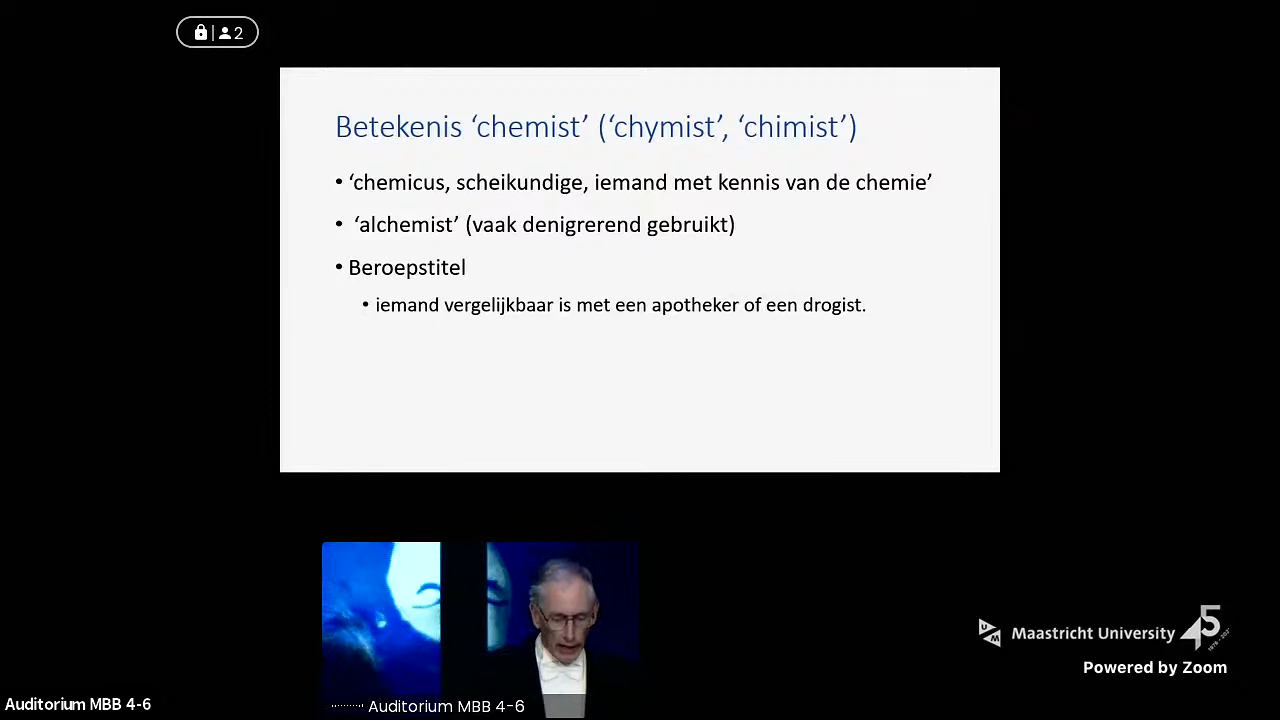 2
Betekenis ‘chemist’ (‘chymist’, ‘chimist’)
• ‘chemicus, scheikundige, iemand met kennis van de chemie’
• ‘alchemist’ (vaak denigrerend gebruikt)
• Beroepstitel
• iemand vergelijkbaar is met een apotheker of een drogist.
UM Maastricht University 45
Powered by Zoom
Auditorium MBB 4-6
Auditorium MBB 4-6